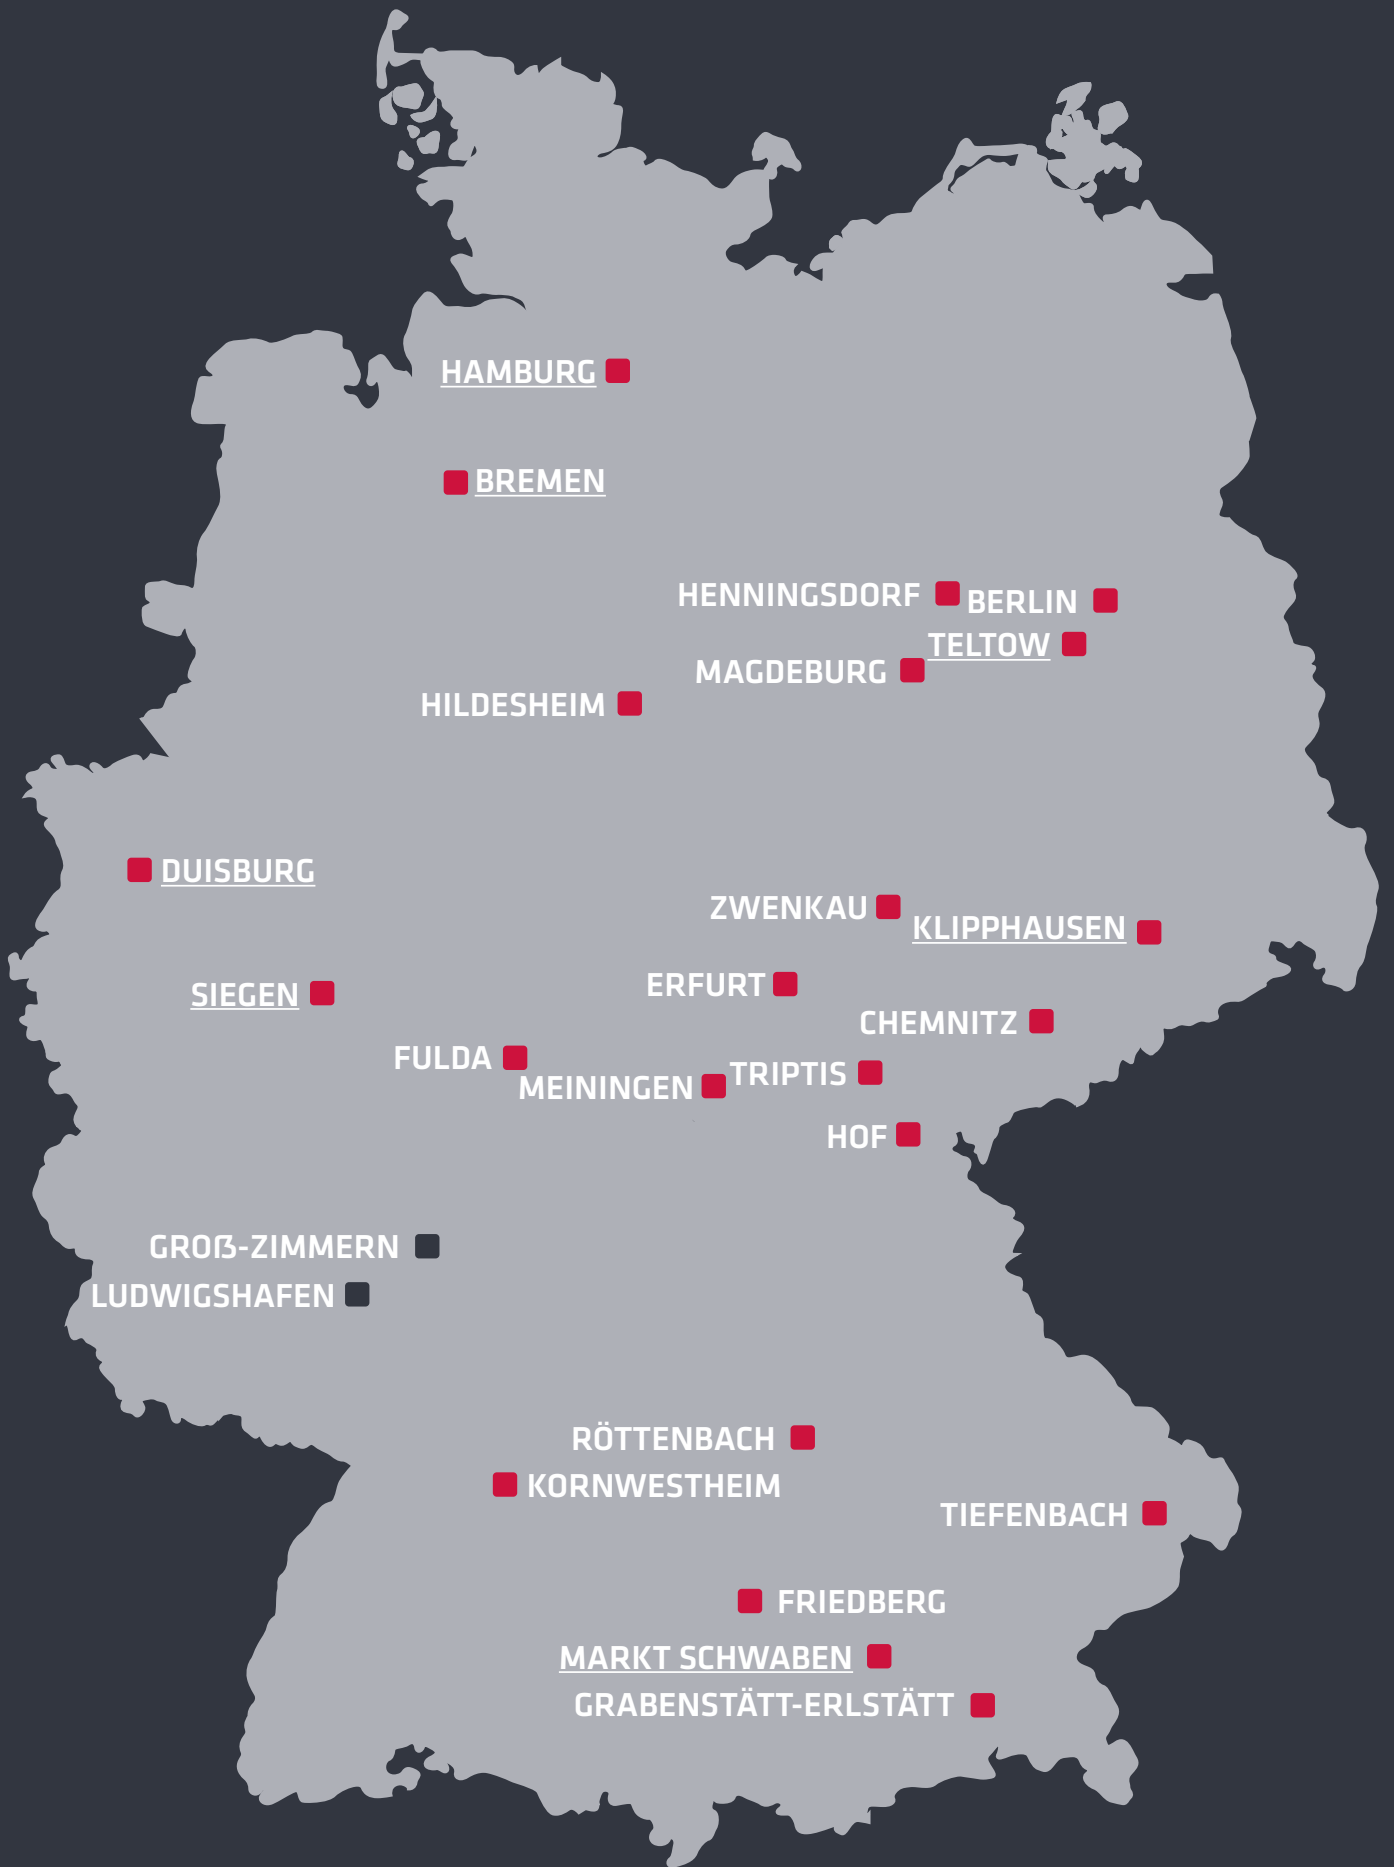 HAMBURG
BREMEN
HENNINGSDORF
BERLIN
TELTOW
MAGDEBURG
HILDESHEIM
DUISBURG
ZWENKAU
KLIPPHAUSEN
ERFURT
SIEGEN
CHEMNITZ
FULDA
TRIPTIS
MEININGEN
HOF
GROẞ-ZIMMERN
LUDWIGSHAFEN
RÖTTENBACH
KORNWESTHEIM
TIEFENBACH
FRIEDBERG
MARKT SCHWABEN
GRABENSTÄTT-ERLSTÄTT